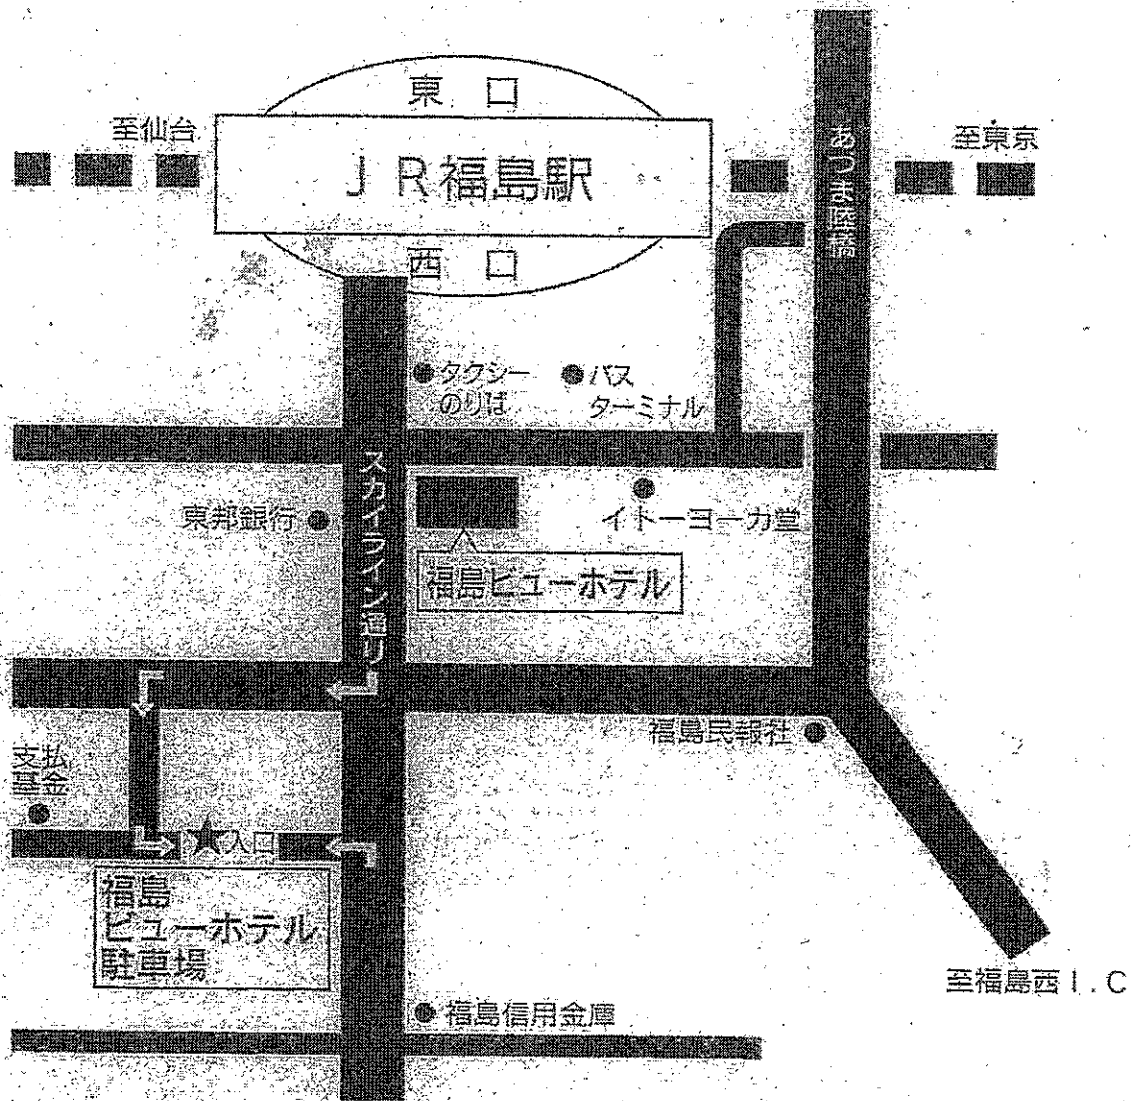 東口
至仙台
JR福島駅
あづま陸橋
至東京
西口
タクシー
のりば
バス
ターミナル
スカイライン通り
東邦銀行
イトーヨーカ堂
福島ビューホテル
福島民報社
支払
基金
入口
福島
ビューホテル
駐車場
至福島西I.C
福島信用金庫